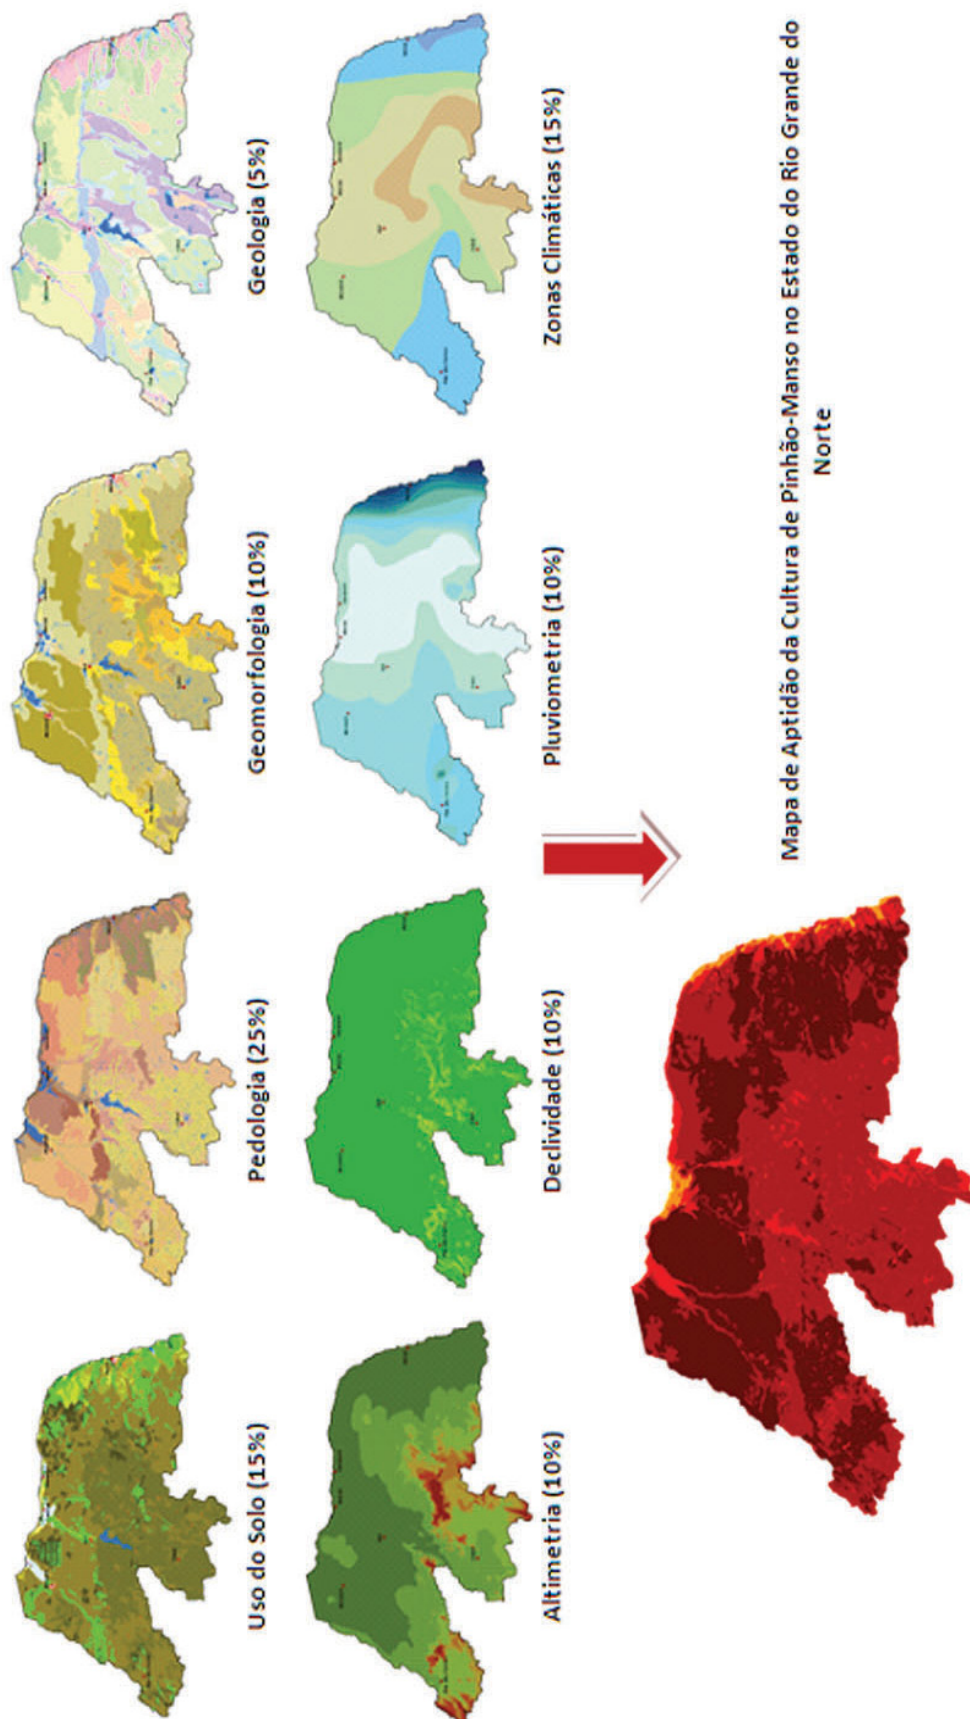 Uso do Solo (15%)
Pedologia (25%)
Geomorfologia (10%)
Geologia (5%)
Altimetria (10%)
Declividade (10%)
Pluviometria (10%)
Zonas Climáticas (15%)
Mapa de Aptidão da Cultura de Pinhão-Manso no Estado do Rio Grande do
Norte